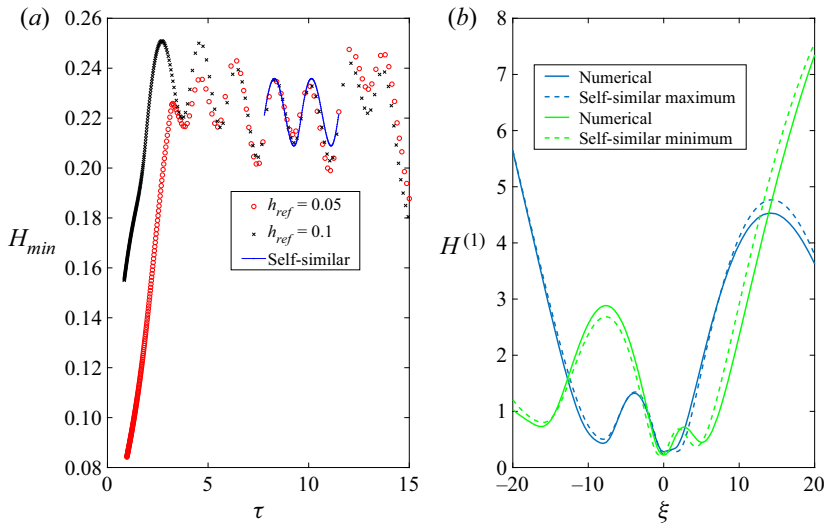 (a)
0.26
0.24
0.22
0.20
0.18
0.16
0.14
0.12
0.10
0.08
H_min
h_ref = 0.05
h_ref = 0.1
Self-similar
0
5
10
15
τ
(b)
8
7
6
5
4
3
2
1
0
H^(1)
Numerical
Self-similar maximum
Numerical
Self-similar minimum
–20
–10
0
10
20
ξ